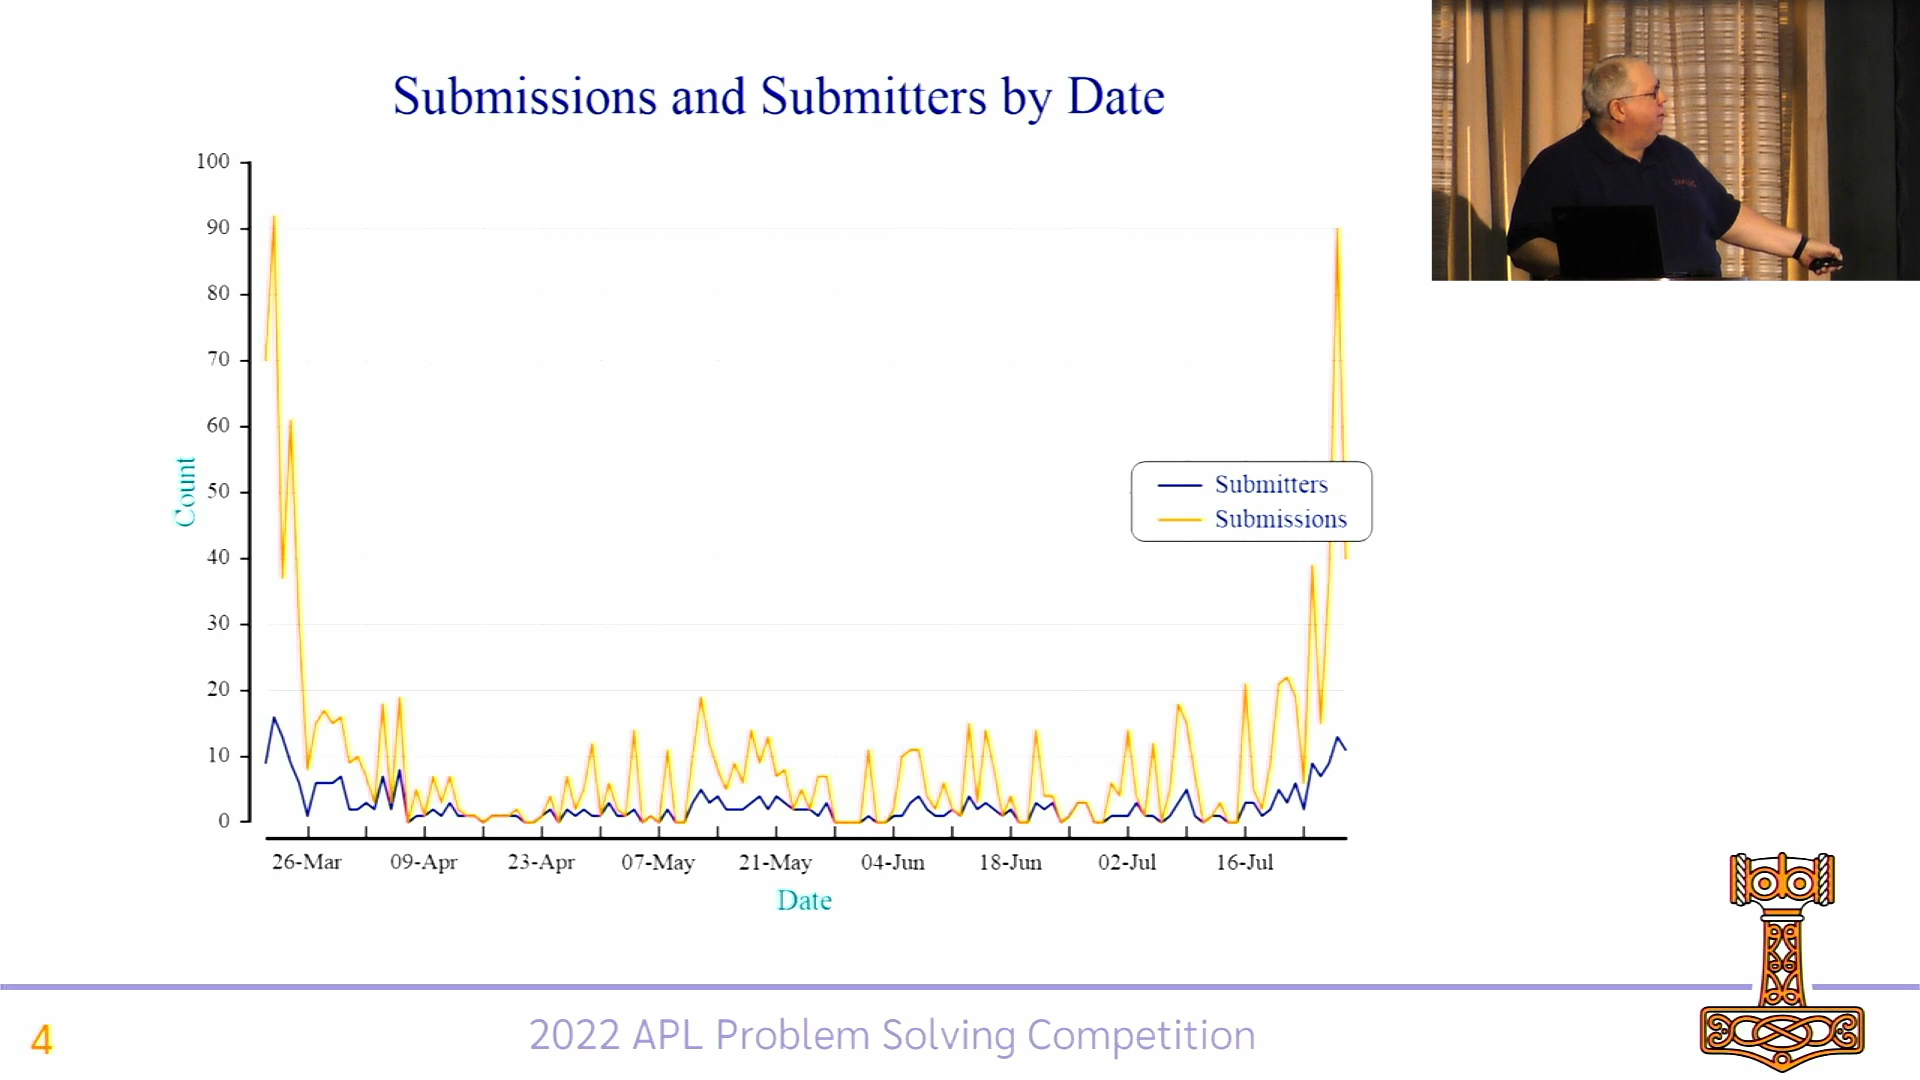 Submissions and Submitters by Date
100
90
80
70
60
50
40
30
20
10
0
Count
Submitters
Submissions
26-Mar 09-Apr 23-Apr 07-May 21-May 04-Jun 18-Jun 02-Jul 16-Jul
Date
4
2022 APL Problem Solving Competition